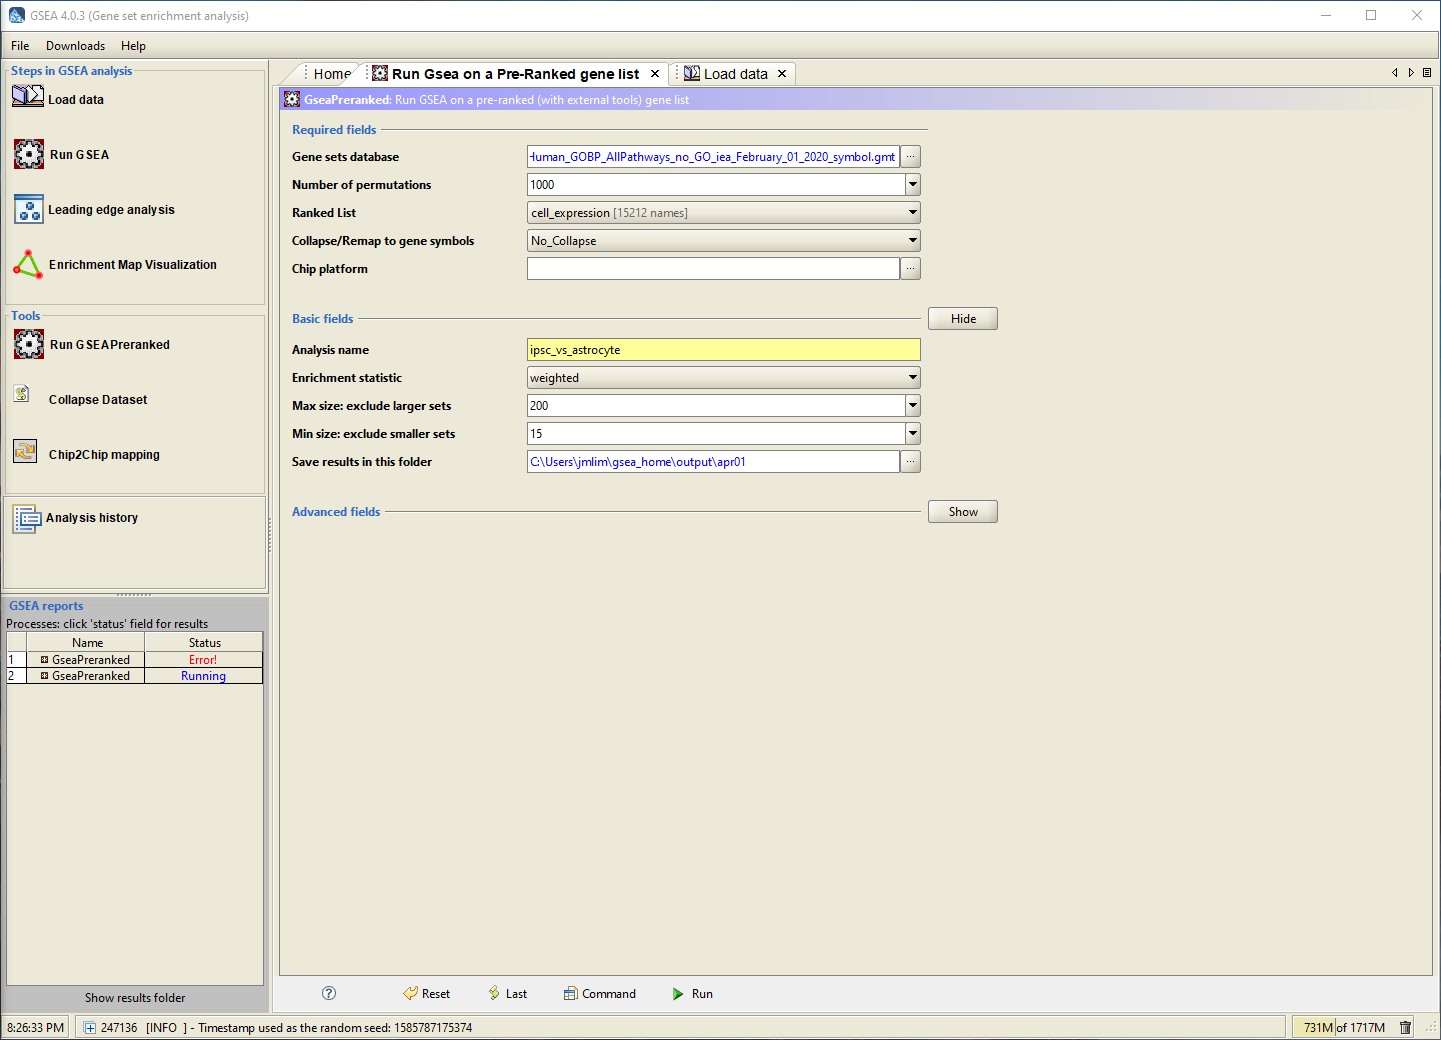 GSEA 4.0.3 (Gene set enrichment analysis)
File Downloads Help
Steps in GSEA analysis
Load data
Run GSEA
Leading edge analysis
Enrichment Map Visualization
Tools
Run GSEAPreranked
Collapse Dataset
Chip2Chip mapping
Analysis history
GSEA reports
Processes: click 'status' field for results
Name Status
1 GseaPreranked Error!
2 GseaPreranked Running
Show results folder
Home Run Gsea on a Pre-Ranked gene list Load data
GseaPreranked: Run GSEA on a pre-ranked (with external tools) gene list
Required fields
Gene sets database Human_GOBP_AllPathways_no_GO_iea_February_01_2020_symbol.gmt ...
Number of permutations 1000
Ranked List cell_expression [15212 names]
Collapse/Remap to gene symbols No_Collapse
Chip platform ...
Basic fields Hide
Analysis name ipsc_vs_astrocyte
Enrichment statistic weighted
Max size: exclude larger sets 200
Min size: exclude smaller sets 15
Save results in this folder C:\Users\jmlim\gsea_home\output\apr01 ...
Advanced fields Show
? Reset Last Command Run
8:26:33 PM 247136 [INFO ] - Timestamp used as the random seed: 1585787175374 731M of 1717M